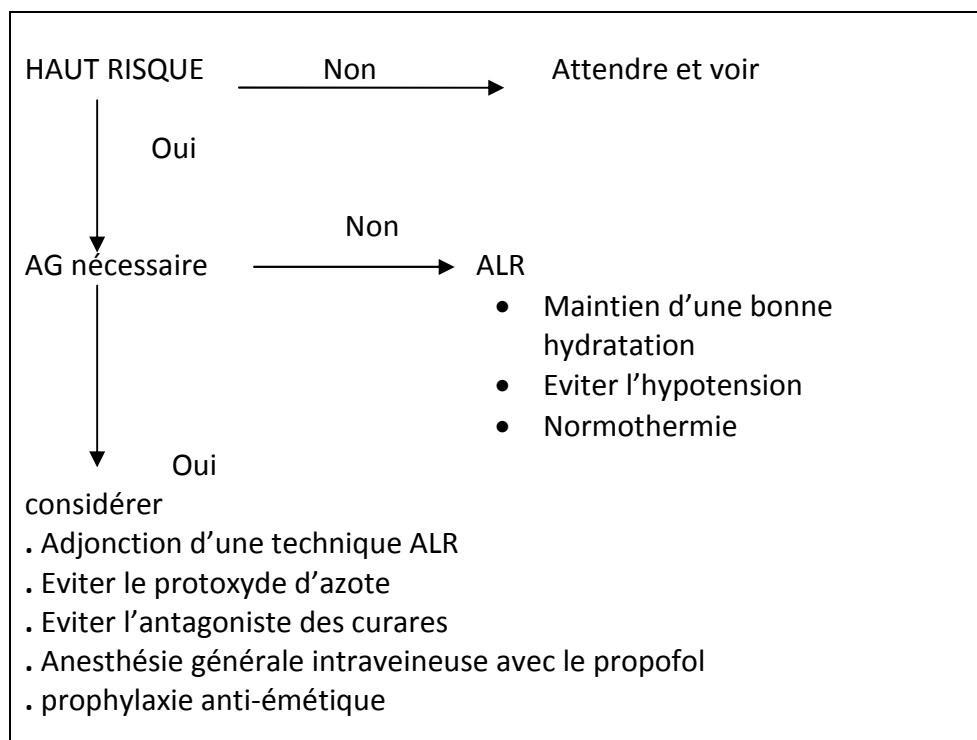 HAUT RISQUE Non Attendre et voir
Oui
Non
AG nécessaire ALR
• Maintien d’une bonne
hydratation
• Eviter l’hypotension
• Normothermie
Oui
considérer
. Adjonction d’une technique ALR
. Eviter le protoxyde d’azote
. Eviter l’antagoniste des curares
. Anesthésie générale intraveineuse avec le propofol
. prophylaxie anti-émétique